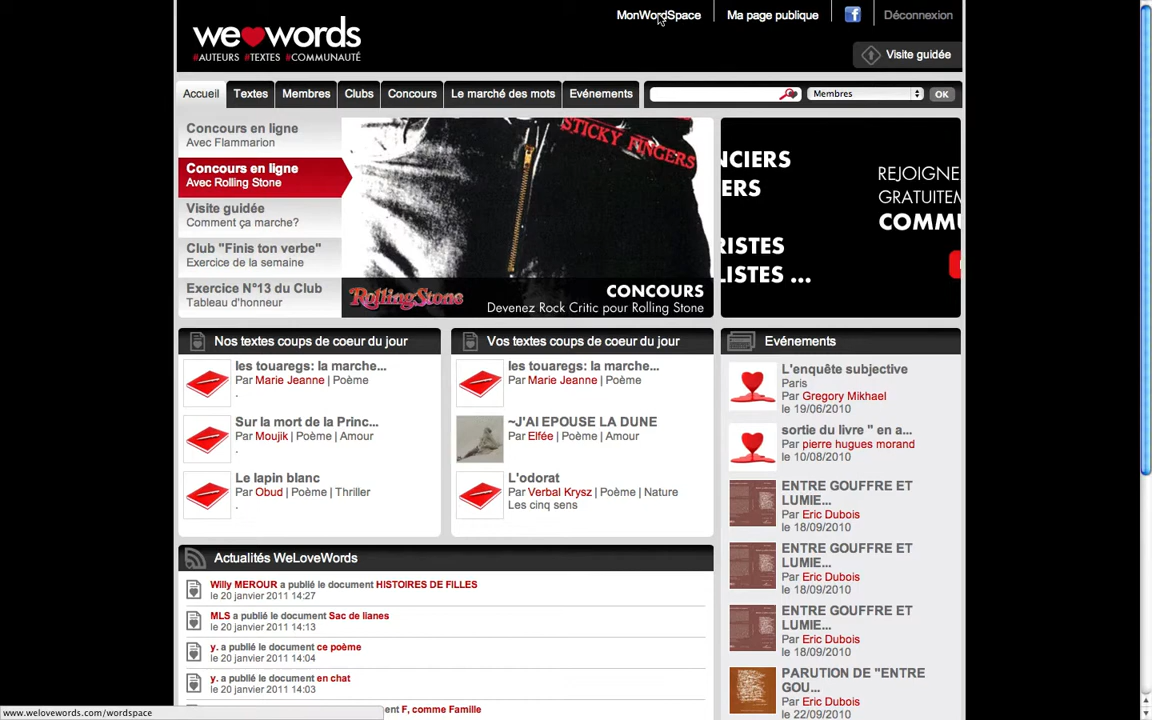 MonWordSpace
Ma page publique
Déconnexion
we words
#AUTEURS #TEXTES #COMMUNAUTÉ
Visite guidée
Accueil
Textes
Membres
Clubs
Concours
Le marché des mots
Evénements
Membres
OK
Concours en ligne
Avec Flammarion
Concours en ligne
Avec Rolling Stone
Visite guidée
Comment ça marche?
Club "Finis ton verbe"
Exercice de la semaine
Exercice N°13 du Club
Tableau d'honneur
STICKY FINGERS
RollingStone
CONCOURS
Devenez Rock Critic pour Rolling Stone
NCIERS
ERS
RISTES
LISTES ...
REJOIGNE
GRATUITEM
COMMU
Nos textes coups de coeur du jour
les touaregs: la marche...
Par Marie Jeanne | Poème
.
Sur la mort de la Princ...
Par Moujik | Poème | Amour
.
Le lapin blanc
Par Obud | Poème | Thriller
.
Vos textes coups de coeur du jour
les touaregs: la marche...
Par Marie Jeanne | Poème
~J'AI EPOUSE LA DUNE
Par Elfée | Poème | Amour
L'odorat
Par Verbal Krysz | Poème | Nature
Les cinq sens
Evénements
L'enquête subjective
Paris
Par Gregory Mikhael
le 19/06/2010
sortie du livre " en a...
Par pierre hugues morand
le 10/08/2010
ENTRE GOUFFRE ET
LUMIE...
Par Eric Dubois
le 18/09/2010
ENTRE GOUFFRE ET
LUMIE...
Par Eric Dubois
le 18/09/2010
ENTRE GOUFFRE ET
LUMIE...
Par Eric Dubois
le 18/09/2010
PARUTION DE "ENTRE
GOU...
Par Eric Dubois
le 22/09/2010
Actualités WeLoveWords
Willy MEROUR a publié le document HISTOIRES DE FILLES
le 20 janvier 2011 14:27
MLS a publié le document Sac de lianes
le 20 janvier 2011 14:13
y. a publié le document ce poème
le 20 janvier 2011 14:04
y. a publié le document en chat
le 20 janvier 2011 14:03
ent F, comme Famille
www.welovewords.com/wordspace